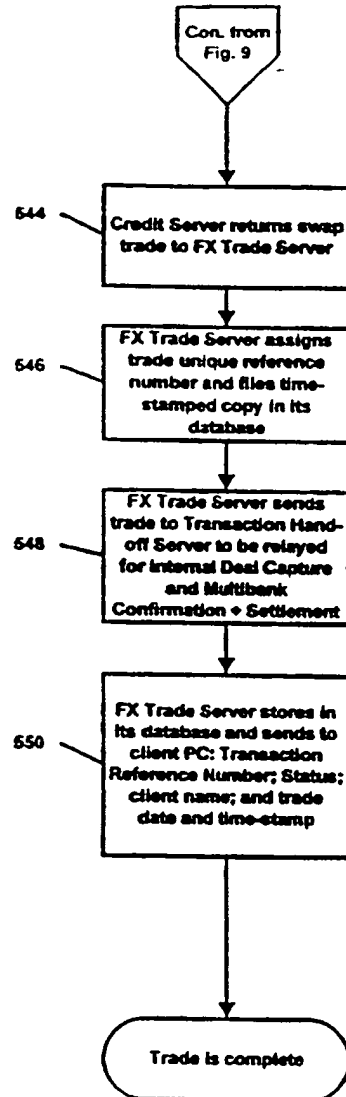 Con. from
Fig. 9
544
Credit Server returns swap
trade to FX Trade Server
546
FX Trade Server assigns
trade unique reference
number and files time-
stamped copy in its
database
548
FX Trade Server sends
trade to Transaction Hand-
off Server to be relayed
for Internal Deal Capture
and Multibank
Confirmation + Settlement
550
FX Trade Server stores in
its database and sends to
client PC: Transaction
Reference Number; Status;
client name; and trade
date and time-stamp
Trade is complete